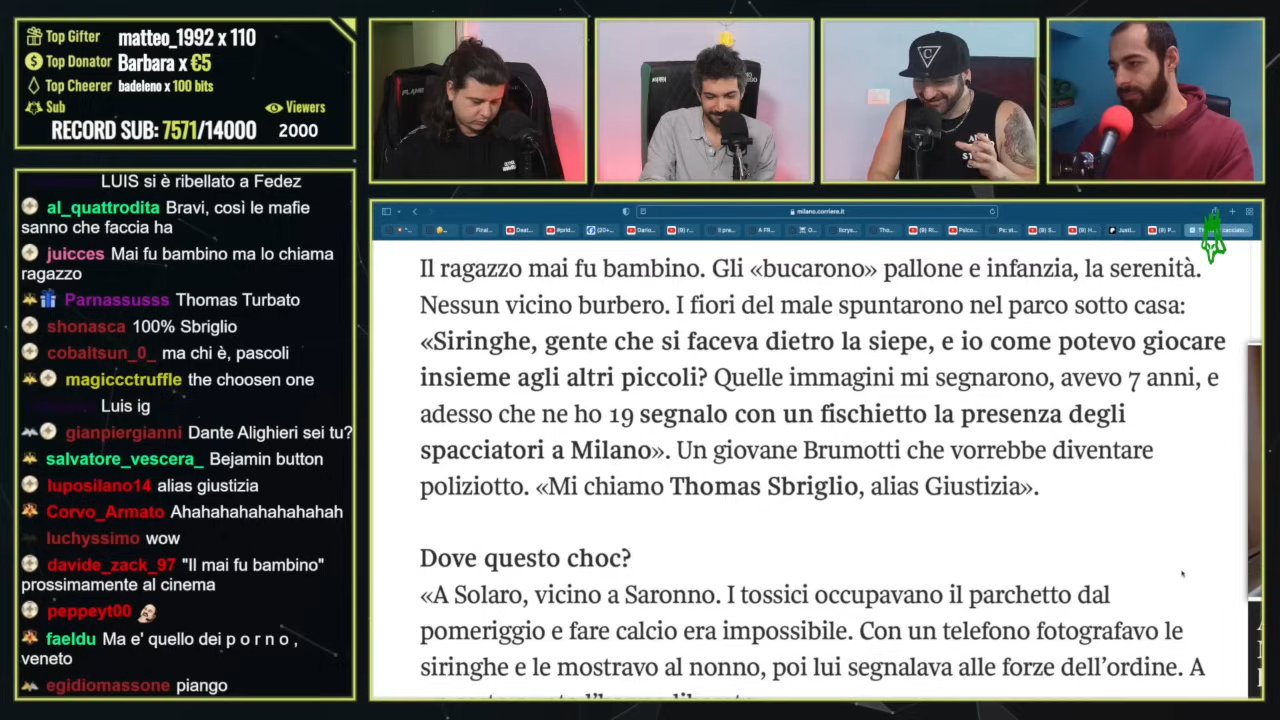 Top Gifter matteo_1992 x 110
Top Donator Barbara x €5
Top Cheerer badeleno x 100 bits
Sub Viewers
RECORD SUB: 7571/14000 2000
LUIS si è ribellato a Fedez
al_quattrodita Bravi, così le mafie
sanno che faccia ha
juicces Mai fu bambino ma lo chiama
ragazzo
Parnassusss Thomas Turbato
shonasca 100% Sbriglio
cobaltsun_0_ ma chi è, pascoli
magiccctruffle the choosen one
Luis ig
gianpiergianni Dante Alighieri sei tu?
salvatore_vescera_ Bejamin button
luposilano14 alias giustizia
Corvo_Armato Ahahahahahahahah
luchyssimo wow
davide_zack_97 "Il mai fu bambino"
prossimamente al cinema
peppeyt00
faeldu Ma e' quello dei p o r n o ,
veneto
egidiomassone piango
milano.corriere.it
Il ragazzo mai fu bambino. Gli «bucarono» pallone e infanzia, la serenità.
Nessun vicino burbero. I fiori del male spuntarono nel parco sotto casa:
«Siringhe, gente che si faceva dietro la siepe, e io come potevo giocare
insieme agli altri piccoli? Quelle immagini mi segnarono, avevo 7 anni, e
adesso che ne ho 19 segnalo con un fischietto la presenza degli
spacciatori a Milano». Un giovane Brumotti che vorrebbe diventare
poliziotto. «Mi chiamo Thomas Sbriglio, alias Giustizia».
Dove questo choc?
«A Solaro, vicino a Saronno. I tossici occupavano il parchetto dal
pomeriggio e fare calcio era impossibile. Con un telefono fotografavo le
siringhe e le mostravo al nonno, poi lui segnalava alle forze dell'ordine. A